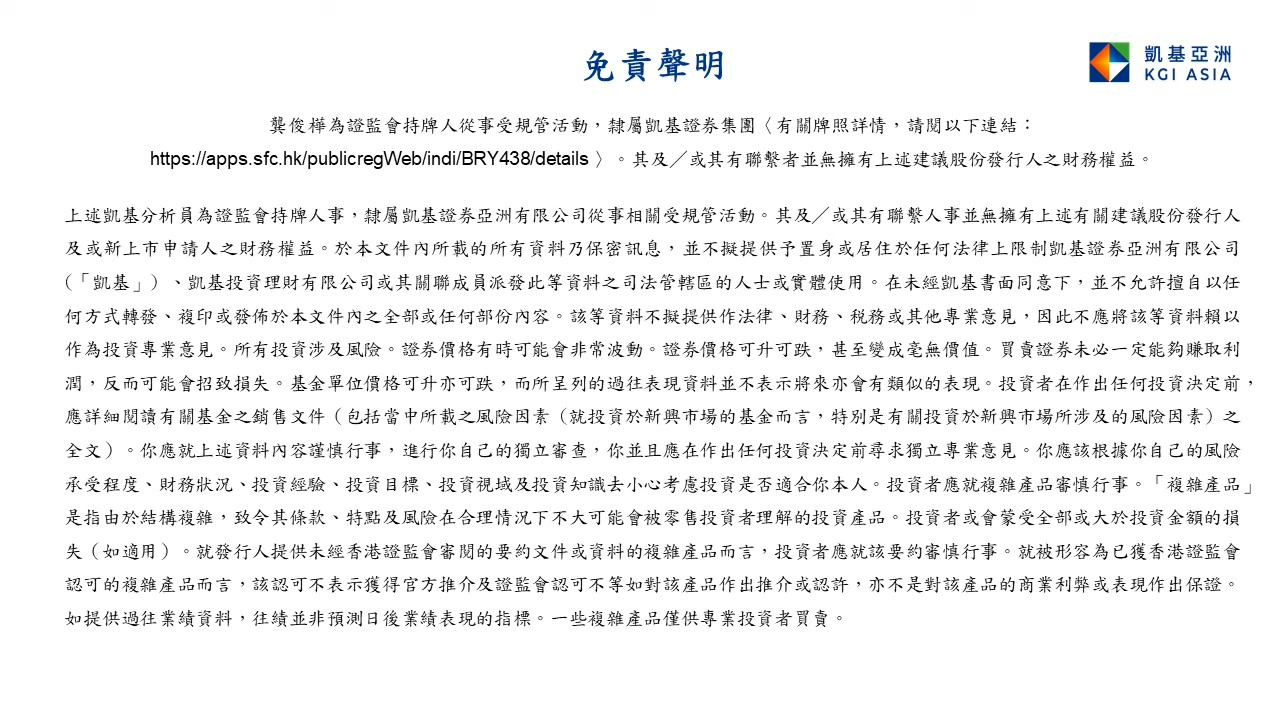 免責聲明
凱基亞洲
KGI ASIA
龔俊樺為證監會持牌人從事受規管活動，隸屬凱基證券集團〈有關牌照詳情，請閱以下連結：
https://apps.sfc.hk/publicregWeb/indi/BRY438/details 〉。其及／或其有聯繫者並無擁有上述建議股份發行人之財務權益。
上述凱基分析員為證監會持牌人事，隸屬凱基證券亞洲有限公司從事相關受規管活動。其及／或其有聯繫人事並無擁有上述有關建議股份發行人
及或新上市申請人之財務權益。於本文件內所載的所有資料乃保密訊息，並不擬提供予置身或居住於任何法律上限制凱基證券亞洲有限公司
(「凱基」) 、凱基投資理財有限公司或其關聯成員派發此等資料之司法管轄區的人士或實體使用。在未經凱基書面同意下，並不允許擅自以任
何方式轉發、複印或發佈於本文件內之全部或任何部份內容。該等資料不擬提供作法律、財務、稅務或其他專業意見，因此不應將該等資料賴以
作為投資專業意見。所有投資涉及風險。證券價格有時可能會非常波動。證券價格可升可跌，甚至變成毫無價值。買賣證券未必一定能夠賺取利
潤，反而可能會招致損失。基金單位價格可升亦可跌，而所呈列的過往表現資料並不表示將來亦會有類似的表現。投資者在作出任何投資決定前，
應詳細閱讀有關基金之銷售文件（包括當中所載之風險因素（就投資於新興市場的基金而言，特別是有關投資於新興市場所涉及的風險因素）之
全文）。你應就上述資料內容謹慎行事，進行你自己的獨立審查，你並且應在作出任何投資決定前尋求獨立專業意見。你應該根據你自己的風險
承受程度、財務狀況、投資經驗、投資目標、投資視域及投資知識去小心考慮投資是否適合你本人。投資者應就複雜產品審慎行事。「複雜產品」
是指由於結構複雜，致令其條款、特點及風險在合理情況下不大可能會被零售投資者理解的投資產品。投資者或會蒙受全部或大於投資金額的損
失（如適用）。就發行人提供未經香港證監會審閱的要約文件或資料的複雜產品而言，投資者應就該要約審慎行事。就被形容為已獲香港證監會
認可的複雜產品而言，該認可不表示獲得官方推介及證監會認可不等如對該產品作出推介或認許，亦不是對該產品的商業利弊或表現作出保證。
如提供過往業績資料，往績並非預測日後業績表現的指標。一些複雜產品僅供專業投資者買賣。